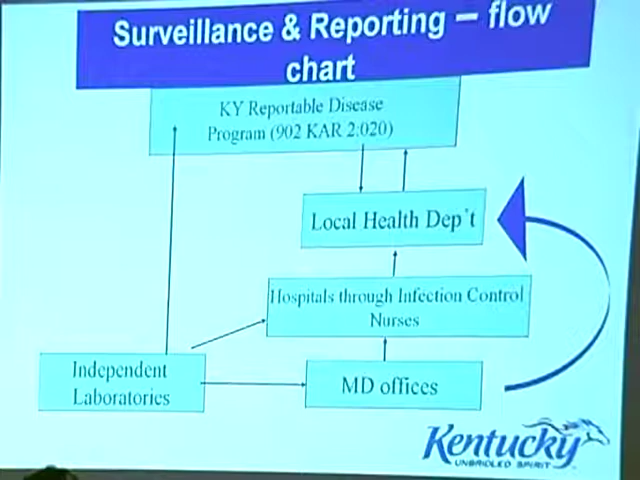 Surveillance & Reporting – flow
chart
KY Reportable Disease
Program (902 KAR 2:020)
Local Health Dep't
Hospitals through Infection Control
Nurses
Independent
Laboratories
MD offices
Kentucky
UNBRIDLED SPIRIT